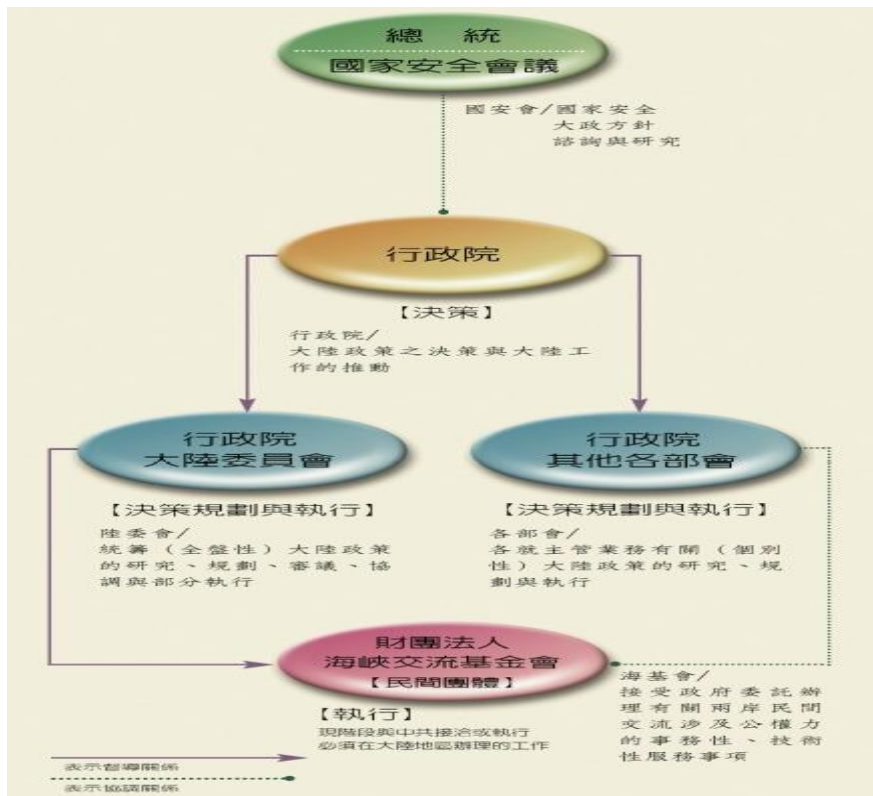 總 統
國家安全會議
國安會/國家安全
大政方針
諮詢與研究
行政院
【決策】
行政院/
大陸政策之決策與大陸工
作的推動
行政院
大陸委員會
【決策規劃與執行】
陸委會/
統籌（全盤性）大陸政策
的研究、規劃、審議、協
調與部分執行
行政院
其他各部會
【決策規劃與執行】
各部會/
各就主管業務有關（個別
性）大陸政策的研究、規
劃與執行
財團法人
海峽交流基金會
【民間團體】
【執行】
現階段與中共接洽或執行
必須在大陸地區辦理的工作
海基會/
接受政府委託辦
理有關兩岸民間
交流涉及公權力
的事務性、技術
性服務事項
表示督導關係
表示協調關係